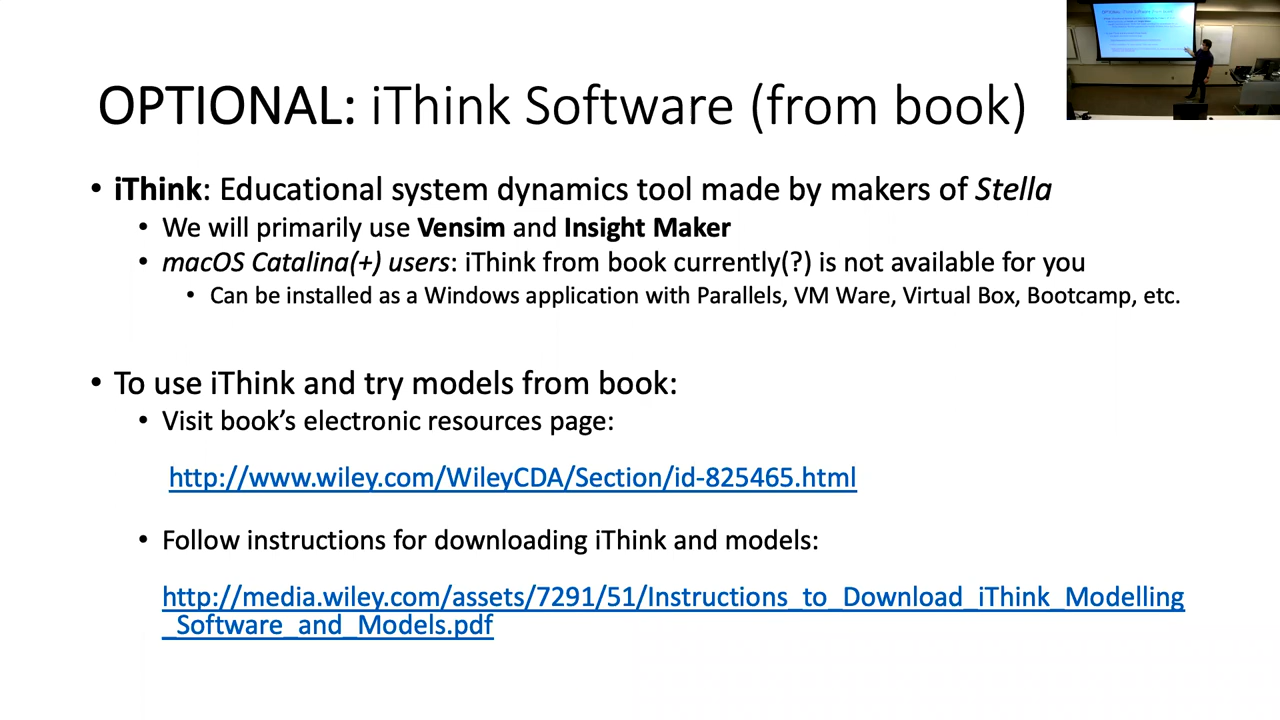 OPTIONAL: iThink Software (from book)
• iThink: Educational system dynamics tool made by makers of Stella
• We will primarily use Vensim and Insight Maker
• macOS Catalina(+) users: iThink from book currently(?) is not available for you
• Can be installed as a Windows application with Parallels, VM Ware, Virtual Box, Bootcamp, etc.
• To use iThink and try models from book:
• Visit book’s electronic resources page:
http://www.wiley.com/WileyCDA/Section/id-825465.html
• Follow instructions for downloading iThink and models:
http://media.wiley.com/assets/7291/51/Instructions_to_Download_iThink_Modelling
_Software_and_Models.pdf